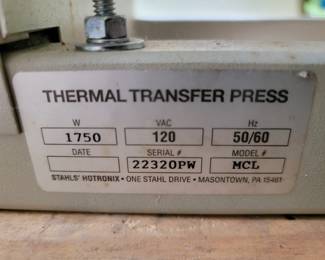 THERMAL TRANSFER PRESS
W VAC Hz
1750 120 50/60
DATE SERIAL # MODEL #
22320PW MCL
STAHLS' HOTRONIX • ONE STAHL DRIVE • MASONTOWN, PA 15461